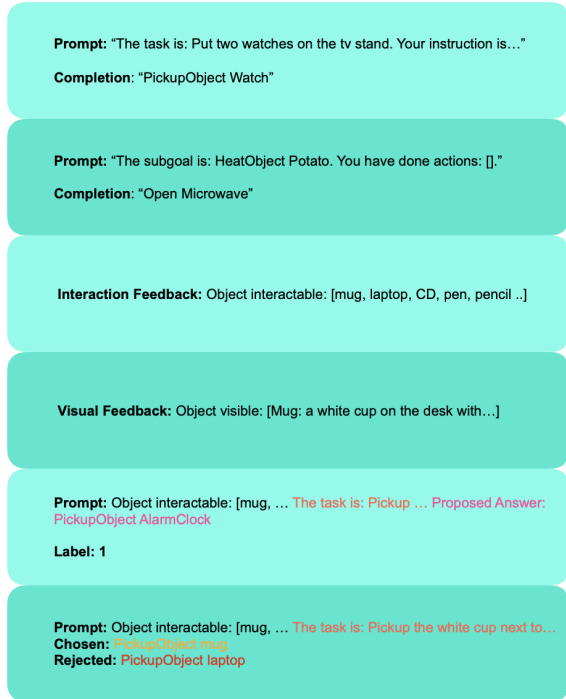 Prompt: “The task is: Put two watches on the tv stand. Your instruction is…”
Completion: “PickupObject Watch”
Prompt: “The subgoal is: HeatObject Potato. You have done actions: [].”
Completion: “Open Microwave”
Interaction Feedback: Object interactable: [mug, laptop, CD, pen, pencil ..]
Visual Feedback: Object visible: [Mug: a white cup on the desk with…]
Prompt: Object interactable: [mug, … The task is: Pickup … Proposed Answer:
PickupObject AlarmClock
Label: 1
Prompt: Object interactable: [mug, … The task is: Pickup the white cup next to…
Chosen: PickupObject mug
Rejected: PickupObject laptop